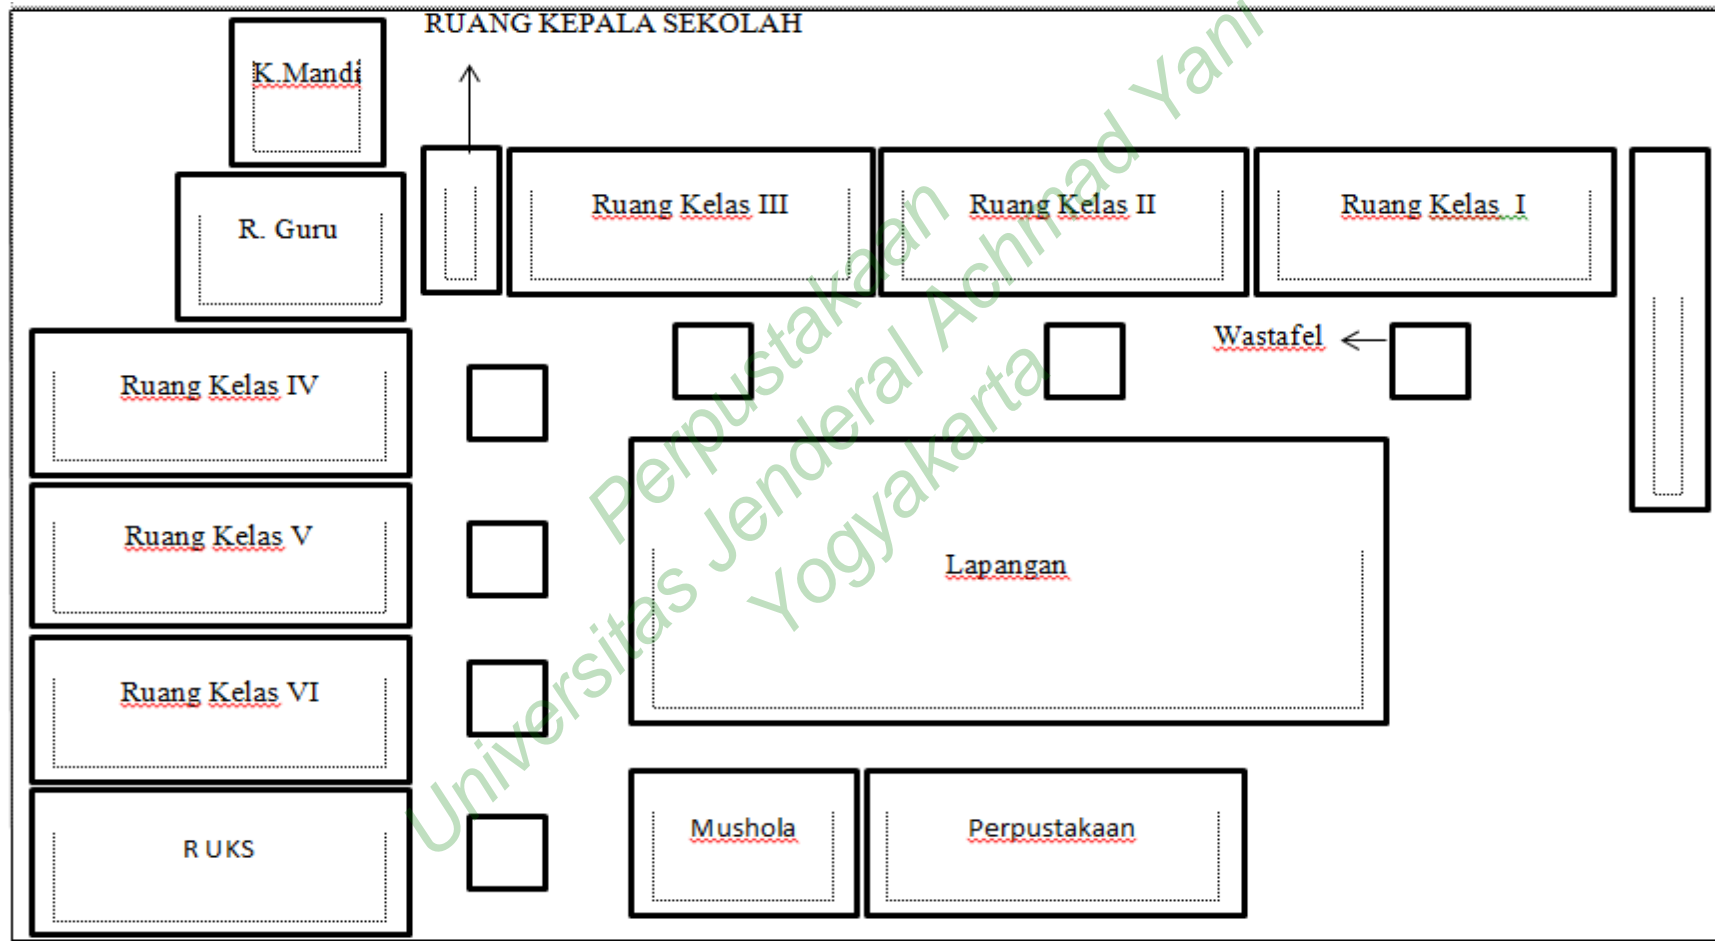 RUANG KEPALA SEKOLAH
K.Mandi
R. Guru
Ruang Kelas III
Ruang Kelas II
Ruang Kelas I
Wastafel
Ruang Kelas IV
Ruang Kelas V
Lapangan
Ruang Kelas VI
Mushola
Perpustakaan
R UKS
Perpustakaan
Universitas Jenderal Achmad Yani
Yogyakarta